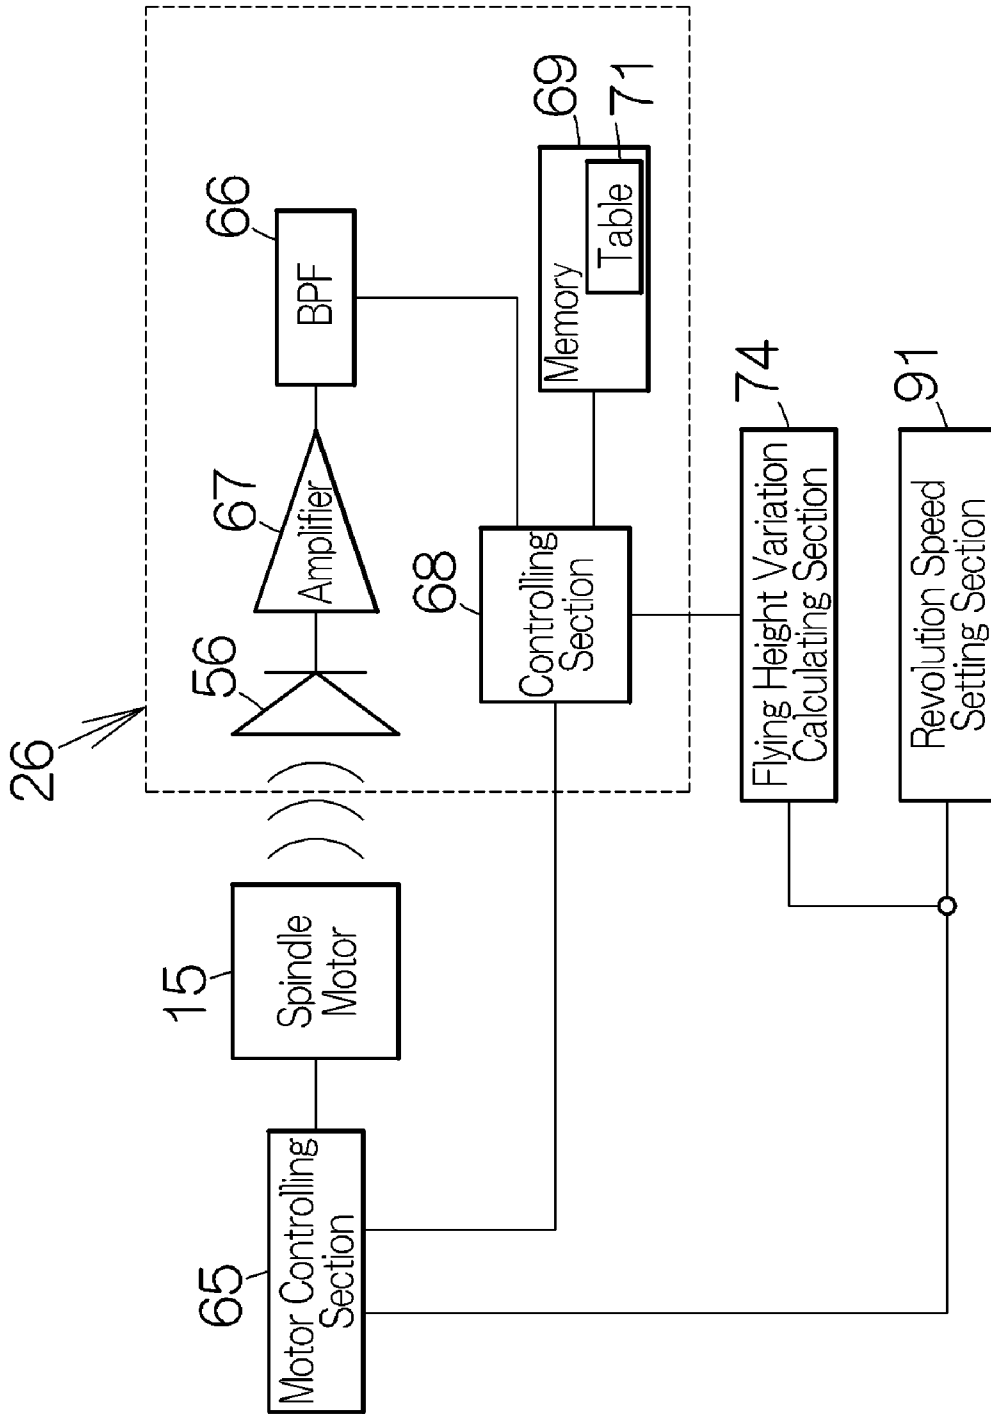 26
15
Spindle
Motor
65
Motor Controlling
Section
56
67
Amplifier
66
BPF
68
Controlling
Section
69
Memory
71
Table
74
Flying Height Variation
Calculating Section
91
Revolution Speed
Setting Section